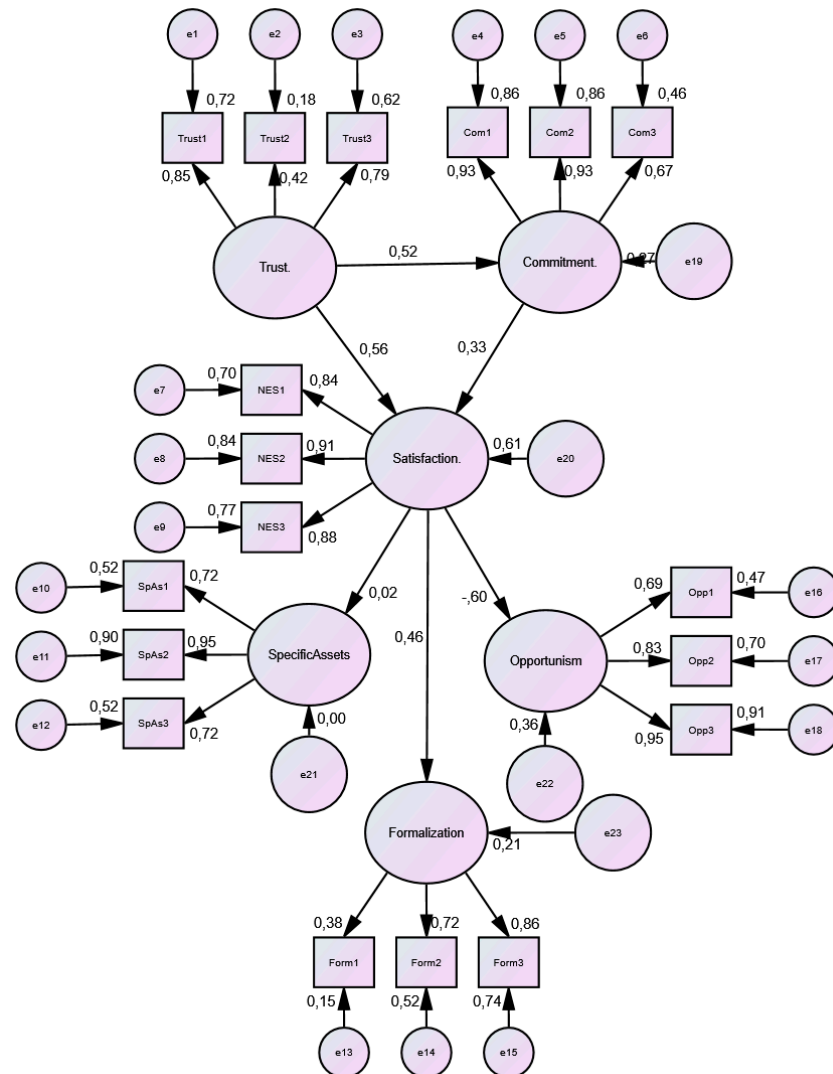 e1
e2
e3
e4
e5
e6
0,72
0,18
0,62
0,86
0,86
0,46
Trust1
Trust2
Trust3
Com1
Com2
Com3
0,85
0,42
0,79
0,93
0,93
0,67
Trust.
0,52
Commitment.
0,27
e19
0,56
0,33
e7
0,70
NES1
0,84
e8
0,84
NES2
0,91
Satisfaction.
0,61
e20
e9
0,77
NES3
0,88
e10
0,52
SpAs1
0,72
0,02
0,46
-,60
0,69
Opp1
0,47
e16
e11
0,90
SpAs2
0,95
SpecificAssets
Opportunism
0,83
Opp2
0,70
e17
e12
0,52
SpAs3
0,72
0,00
0,36
0,95
Opp3
0,91
e18
e21
e22
Formalization
0,21
e23
0,38
0,72
0,86
Form1
Form2
Form3
0,15
0,52
0,74
e13
e14
e15